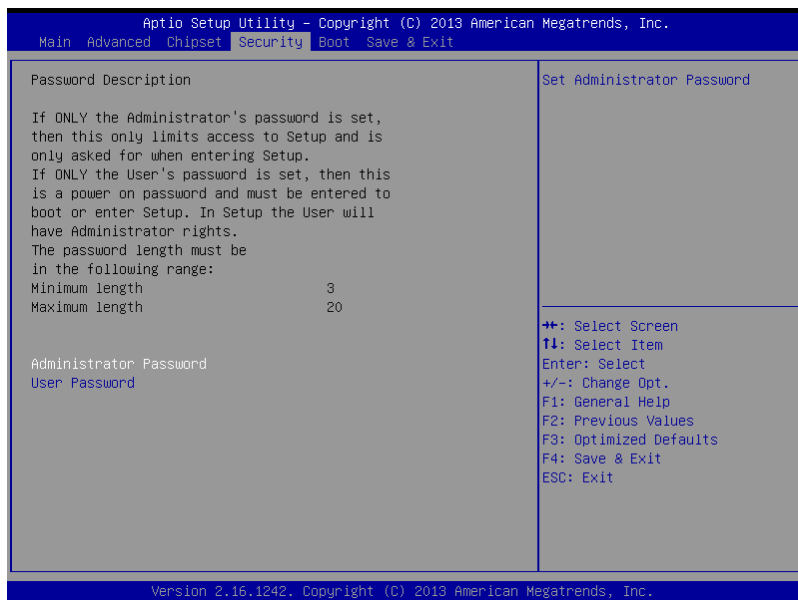 Aptio Setup Utility – Copyright (C) 2013 American Megatrends, Inc.
Main Advanced Chipset Security Boot Save & Exit
Password Description
If ONLY the Administrator's password is set,
then this only limits access to Setup and is
only asked for when entering Setup.
If ONLY the User's password is set, then this
is a power on password and must be entered to
boot or enter Setup. In Setup the User will
have Administrator rights.
The password length must be
in the following range:
Minimum length 3
Maximum length 20
Administrator Password
User Password
Set Administrator Password
→←: Select Screen
↑↓: Select Item
Enter: Select
+/-: Change Opt.
F1: General Help
F2: Previous Values
F3: Optimized Defaults
F4: Save & Exit
ESC: Exit
Version 2.16.1242. Copyright (C) 2013 American Megatrends, Inc.